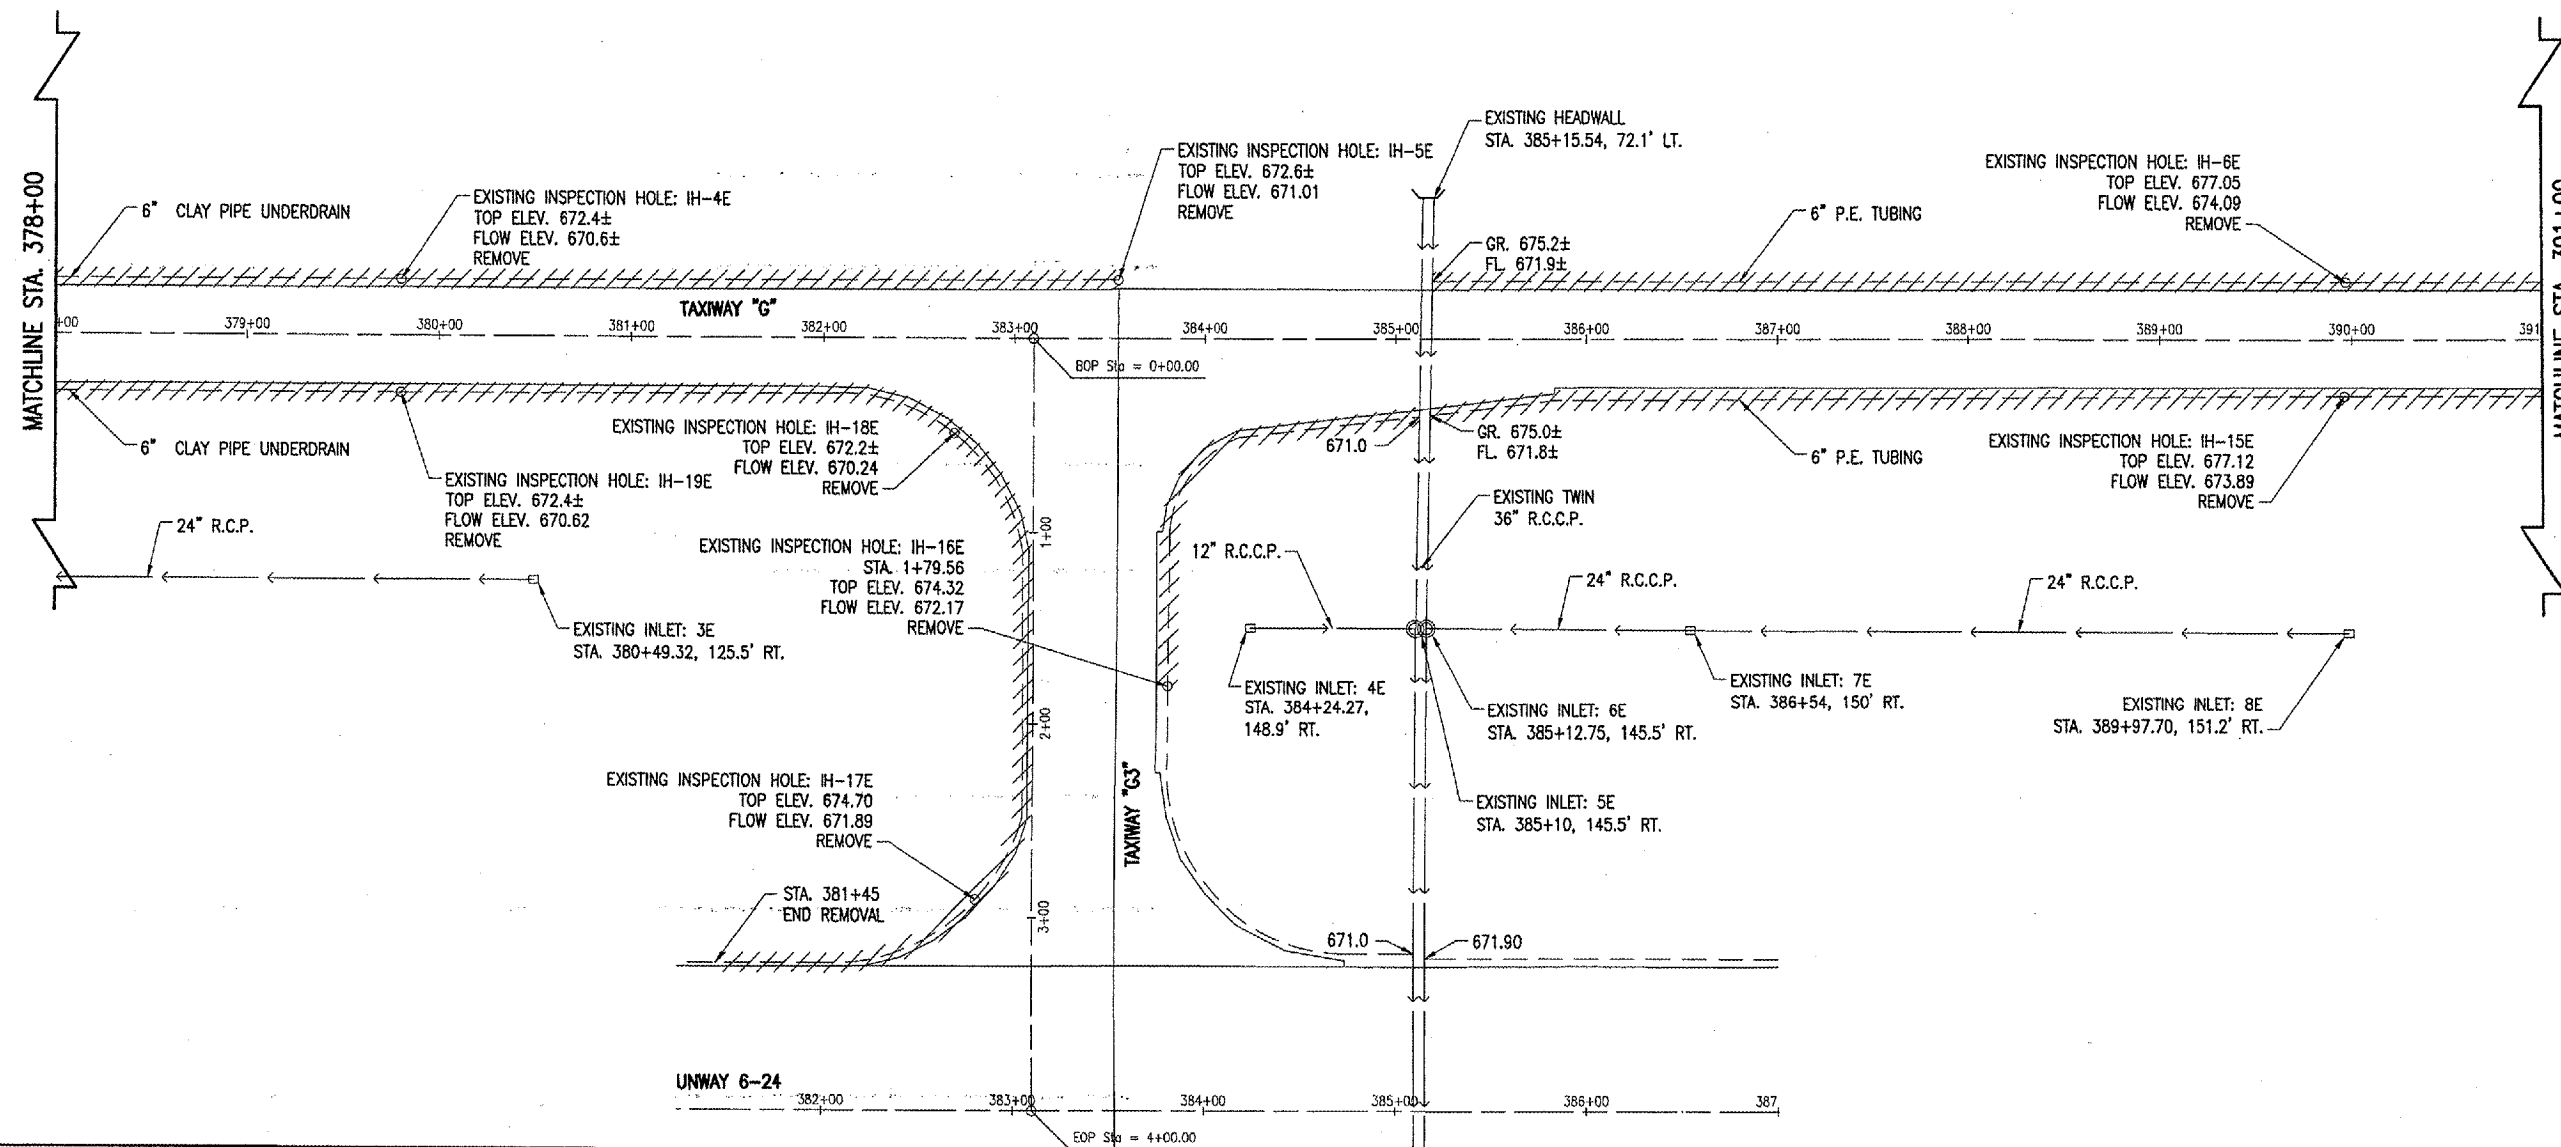 MATCHLINE STA. 378+00
6" CLAY PIPE UNDERDRAIN
EXISTING INSPECTION HOLE: IH-4E
TOP ELEV. 672.4±
FLOW ELEV. 670.6±
REMOVE
EXISTING INSPECTION HOLE: IH-5E
TOP ELEV. 672.6±
FLOW ELEV. 671.01
REMOVE
EXISTING HEADWALL
STA. 385+15.54, 72.1' LT.
GR. 675.2±
FL. 671.9±
6" P.E. TUBING
EXISTING INSPECTION HOLE: IH-6E
TOP ELEV. 677.05
FLOW ELEV. 674.09
REMOVE
TAXIWAY "G"
+00
379+00
380+00
381+00
382+00
383+00
384+00
385+00
386+00
387+00
388+00
389+00
390+00
391
BOP Sta = 0+00.00
6" CLAY PIPE UNDERDRAIN
EXISTING INSPECTION HOLE: IH-19E
TOP ELEV. 672.4±
FLOW ELEV. 670.62
REMOVE
EXISTING INSPECTION HOLE: IH-18E
TOP ELEV. 672.2±
FLOW ELEV. 670.24
REMOVE
671.0
GR. 675.0±
FL. 671.8±
6" P.E. TUBING
EXISTING INSPECTION HOLE: IH-15E
TOP ELEV. 677.12
FLOW ELEV. 673.89
REMOVE
24" R.C.P.
EXISTING INLET: 3E
STA. 380+49.32, 125.5' RT.
EXISTING INSPECTION HOLE: IH-16E
STA. 1+79.56
TOP ELEV. 674.32
FLOW ELEV. 672.17
REMOVE
1+00
2+00
3+00
12" R.C.C.P.
EXISTING TWIN
36" R.C.C.P.
24" R.C.C.P.
24" R.C.C.P.
EXISTING INLET: 4E
STA. 384+24.27,
148.9' RT.
EXISTING INLET: 6E
STA. 385+12.75, 145.5' RT.
EXISTING INLET: 7E
STA. 386+54, 150' RT.
EXISTING INLET: 8E
STA. 389+97.70, 151.2' RT.
EXISTING INLET: 5E
STA. 385+10, 145.5' RT.
EXISTING INSPECTION HOLE: IH-17E
TOP ELEV. 674.70
FLOW ELEV. 671.89
REMOVE
TAXIWAY "G3"
STA. 381+45
END REMOVAL
671.0
671.90
UNWAY 6-24
382+00
383+00
384+00
385+00
386+00
387
EOP Sta = 4+00.00